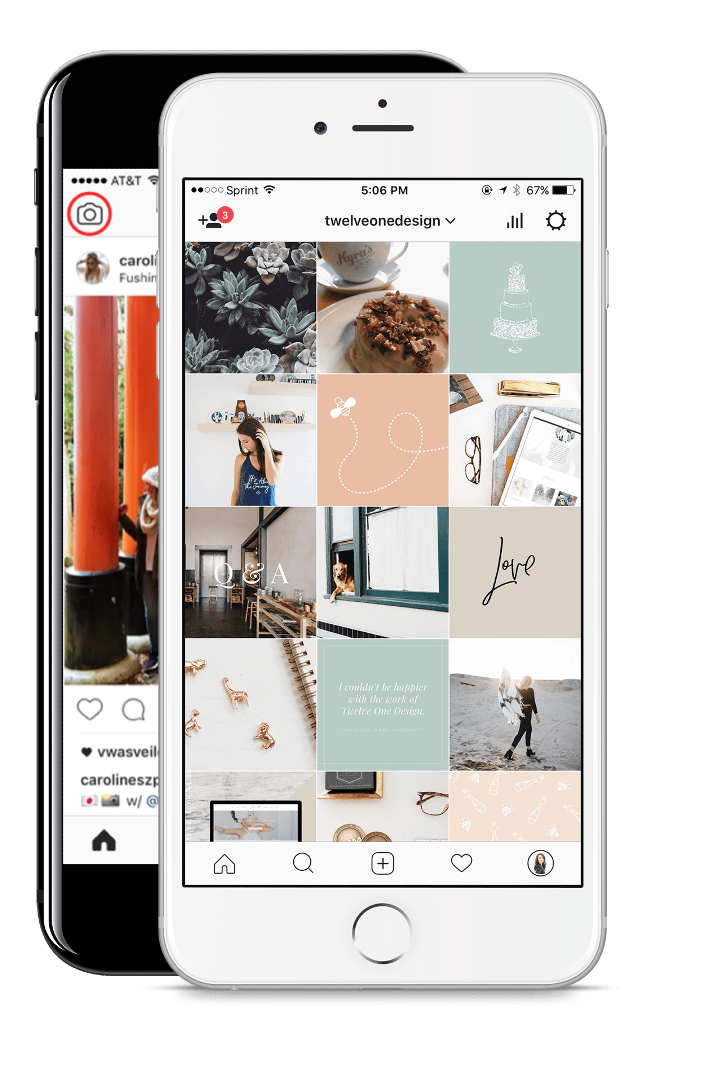 AT&T
caroli
Fushin
vwasveil
carolineszp
w/ @
Sprint 5:06 PM 67%
3
twelveonedesign
Kyra's
Q & A
Love
I couldn't be happier
with the work of
Twelve One Design.